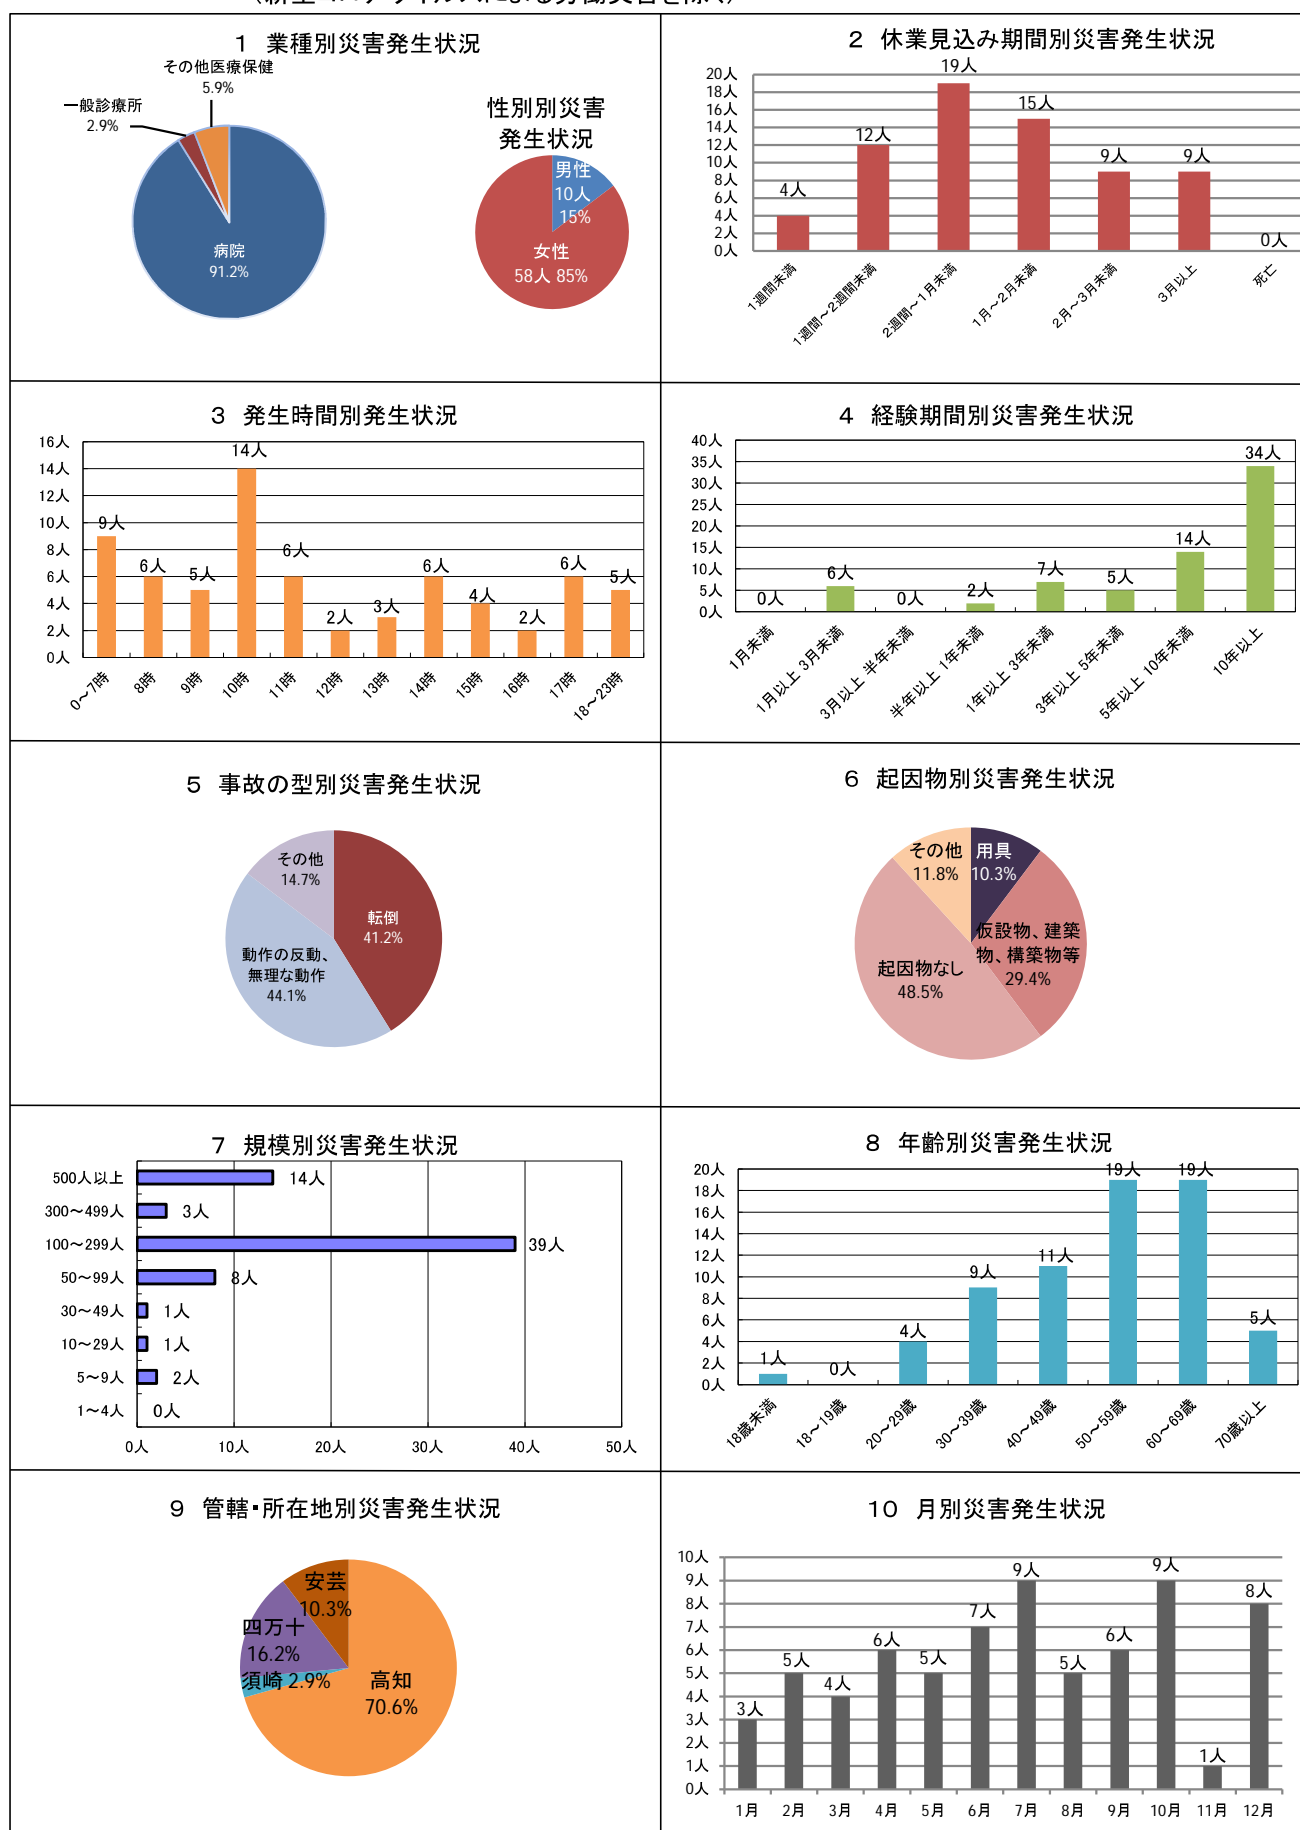 １　業種別災害発生状況
その他医療保健
5.9%
一般診療所
2.9%
病院
91.2%
性別別災害
発生状況
男性
10人
15%
女性
58人 85%
２　休業見込み期間別災害発生状況
20人
18人
16人
14人
12人
10人
8人
6人
4人
2人
0人
4人
12人
19人
15人
9人
9人
0人
1週間未満
1週間～2週間未満
2週間～1月未満
1月～2月未満
2月～3月未満
3月以上
死亡
３　発生時間別発生状況
16人
14人
12人
10人
8人
6人
4人
2人
0人
9人
6人
5人
14人
6人
2人
3人
6人
4人
2人
6人
5人
0～7時
8時
9時
10時
11時
12時
13時
14時
15時
16時
17時
18～23時
４　経験期間別災害発生状況
40人
35人
30人
25人
20人
15人
10人
5人
0人
0人
6人
0人
2人
7人
5人
14人
34人
1月未満
1月以上 3月未満
3月以上 半年未満
半年以上 1年未満
1年以上 3年未満
3年以上 5年未満
5年以上 10年未満
10年以上
５　事故の型別災害発生状況
その他
14.7%
転倒
41.2%
動作の反動、
無理な動作
44.1%
６　起因物別災害発生状況
その他
11.8%
用具
10.3%
仮設物、建築
物、構築物等
29.4%
起因物なし
48.5%
７　規模別災害発生状況
500人以上
14人
300～499人
3人
100～299人
39人
50～99人
8人
30～49人
1人
10～29人
1人
5～9人
2人
1～4人
0人
0人
10人
20人
30人
40人
50人
８　年齢別災害発生状況
20人
18人
16人
14人
12人
10人
8人
6人
4人
2人
0人
1人
0人
4人
9人
11人
19人
19人
5人
18歳未満
18～19歳
20～29歳
30～39歳
40～49歳
50～59歳
60～69歳
70歳以上
９　管轄・所在地別災害発生状況
安芸
10.3%
四万十
16.2%
須崎 2.9%
高知
70.6%
１０　月別災害発生状況
10人
9人
8人
7人
6人
5人
4人
3人
2人
1人
0人
3人
5人
4人
6人
5人
7人
9人
5人
6人
9人
1人
8人
1月
2月
3月
4月
5月
6月
7月
8月
9月
10月
11月
12月